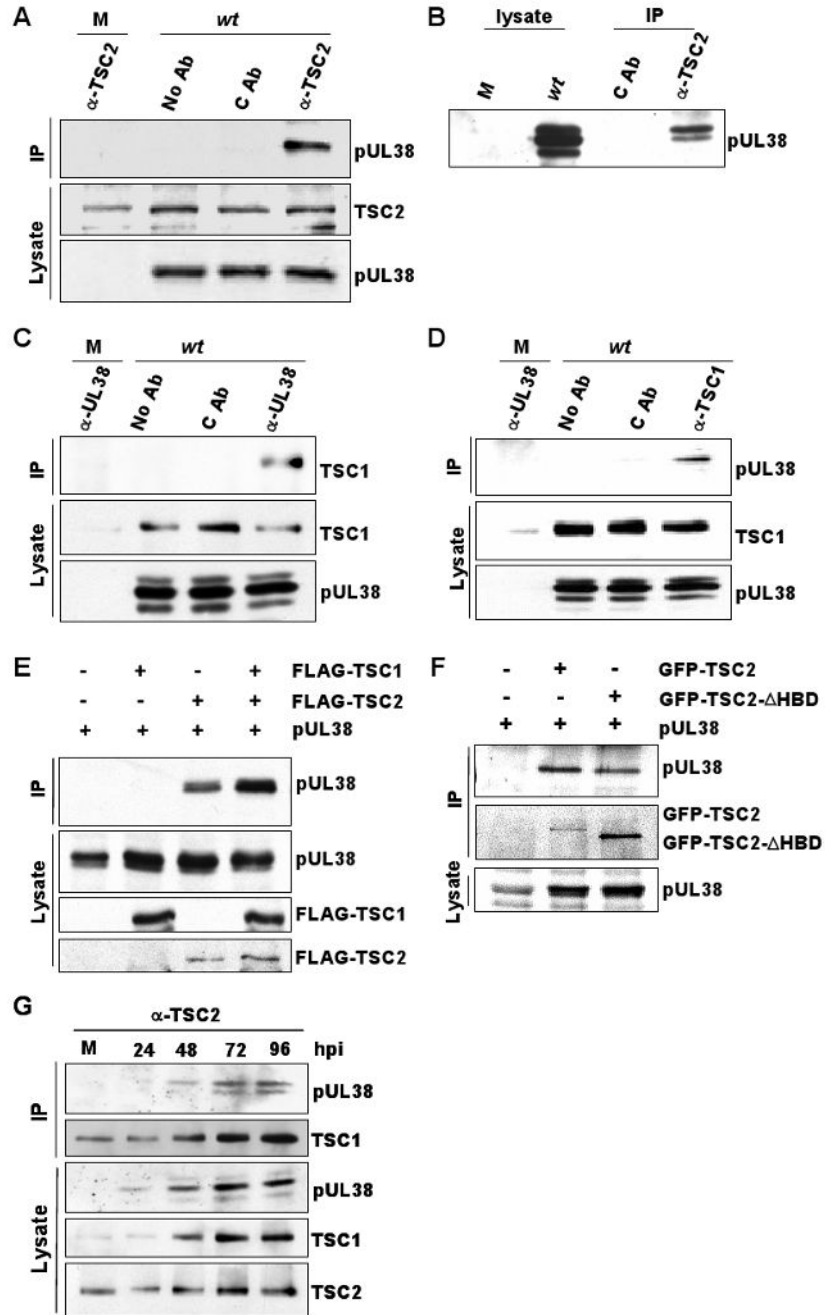 A
M
wt
α-TSC2
No Ab
C Ab
α-TSC2
IP
pUL38
Lysate
TSC2
pUL38
B
lysate
IP
M
wt
C Ab
α-TSC2
pUL38
C
M
wt
α-UL38
No Ab
C Ab
α-UL38
IP
TSC1
Lysate
TSC1
pUL38
D
M
wt
α-UL38
No Ab
C Ab
α-TSC1
IP
pUL38
Lysate
TSC1
pUL38
E
- + - + FLAG-TSC1
- - + + FLAG-TSC2
+ + + + pUL38
IP
pUL38
Lysate
pUL38
FLAG-TSC1
FLAG-TSC2
F
- + - GFP-TSC2
- - + GFP-TSC2-△HBD
+ + + pUL38
IP
pUL38
GFP-TSC2
GFP-TSC2-△HBD
Lysate
pUL38
G
α-TSC2
M 24 48 72 96 hpi
IP
pUL38
TSC1
Lysate
pUL38
TSC1
TSC2